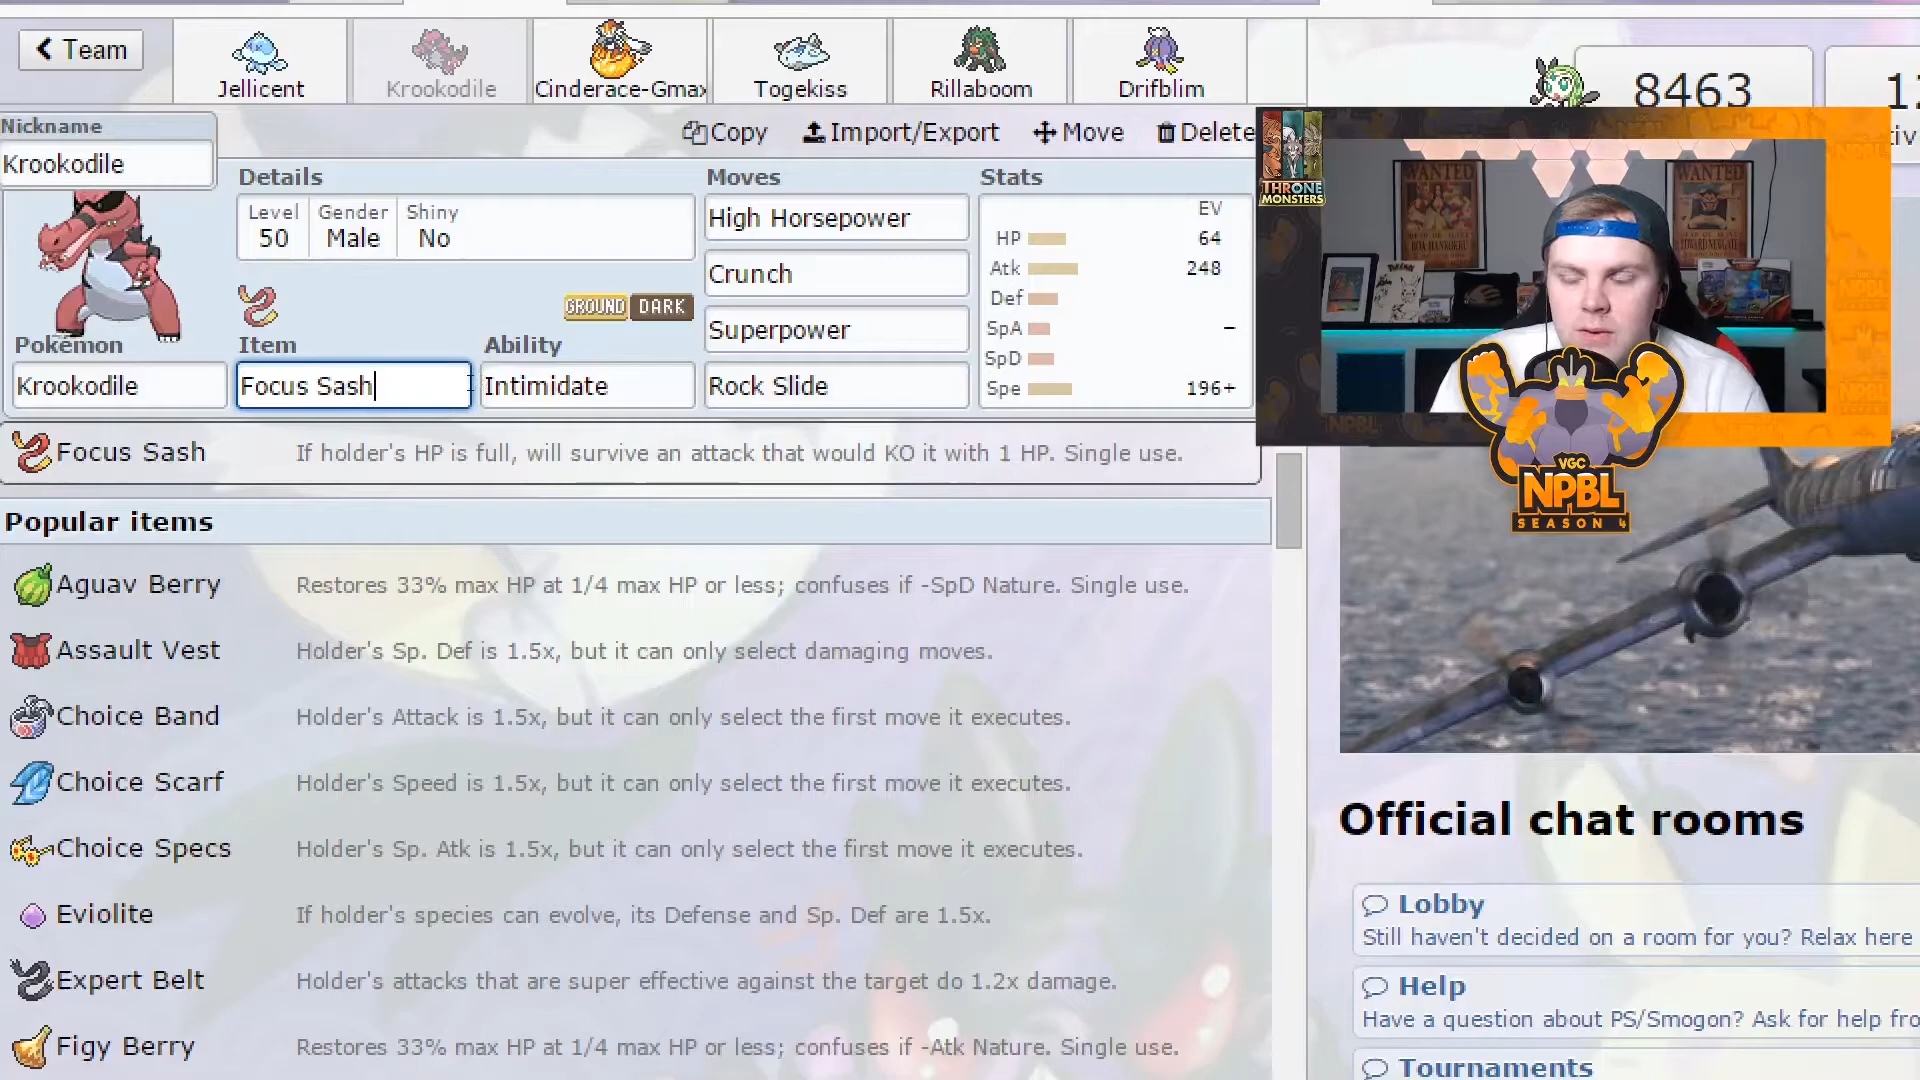 Team
Jellicent
Krookodile
Cinderace-Gmax
Togekiss
Rillaboom
Drifblim
8463
Nickname
Krookodile
Copy
Import/Export
Move
Delete
Details
Moves
Stats
Level
50
Gender
Male
Shiny
No
High Horsepower
Crunch
Superpower
Rock Slide
EV
HP 64
Atk 248
Def
SpA –
SpD
Spe 196+
GROUND DARK
Pokémon
Krookodile
Item
Focus Sash
Ability
Intimidate
THRONE
MONSTERS
WANTED
WANTED
VGC
NPBL
SEASON 4
Focus Sash If holder's HP is full, will survive an attack that would KO it with 1 HP. Single use.
Popular items
Aguav Berry Restores 33% max HP at 1/4 max HP or less; confuses if -SpD Nature. Single use.
Assault Vest Holder's Sp. Def is 1.5x, but it can only select damaging moves.
Choice Band Holder's Attack is 1.5x, but it can only select the first move it executes.
Choice Scarf Holder's Speed is 1.5x, but it can only select the first move it executes.
Choice Specs Holder's Sp. Atk is 1.5x, but it can only select the first move it executes.
Eviolite If holder's species can evolve, its Defense and Sp. Def are 1.5x.
Expert Belt Holder's attacks that are super effective against the target do 1.2x damage.
Figy Berry Restores 33% max HP at 1/4 max HP or less; confuses if -Atk Nature. Single use.
Official chat rooms
Lobby
Still haven't decided on a room for you? Relax here
Help
Have a question about PS/Smogon? Ask for help fro
Tournaments